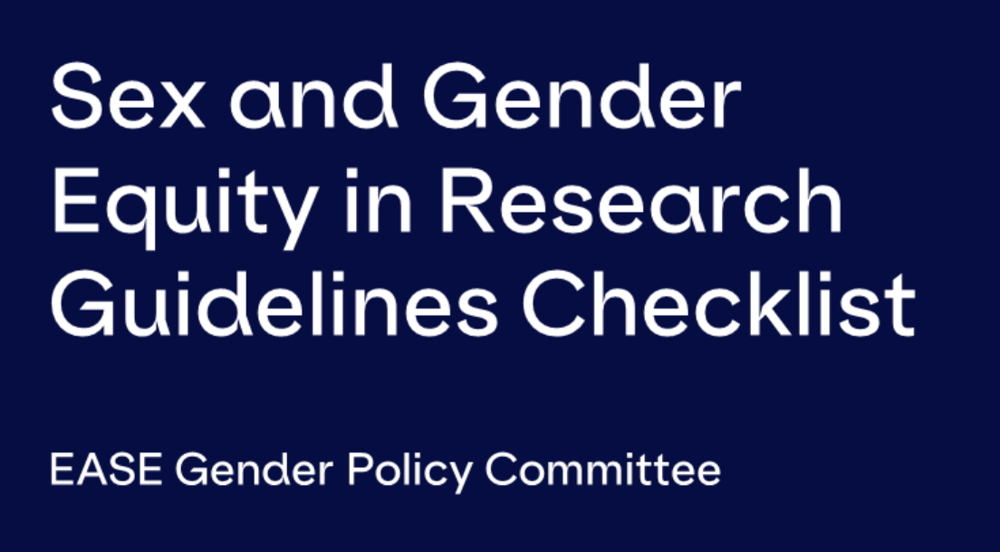 Sex and Gender
Equity in Research
Guidelines Checklist
EASE Gender Policy Committee